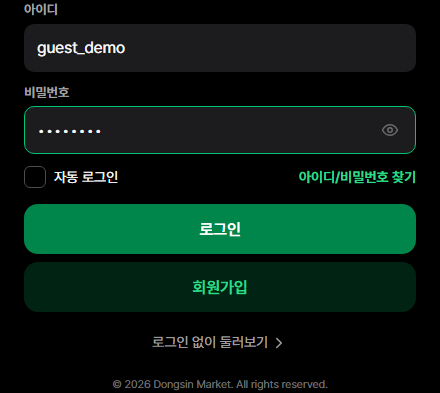 아이디
guest_demo
비밀번호
••••••••
자동 로그인
아이디/비밀번호 찾기
로그인
회원가입
로그인 없이 둘러보기 >
© 2026 Dongsin Market. All rights reserved.